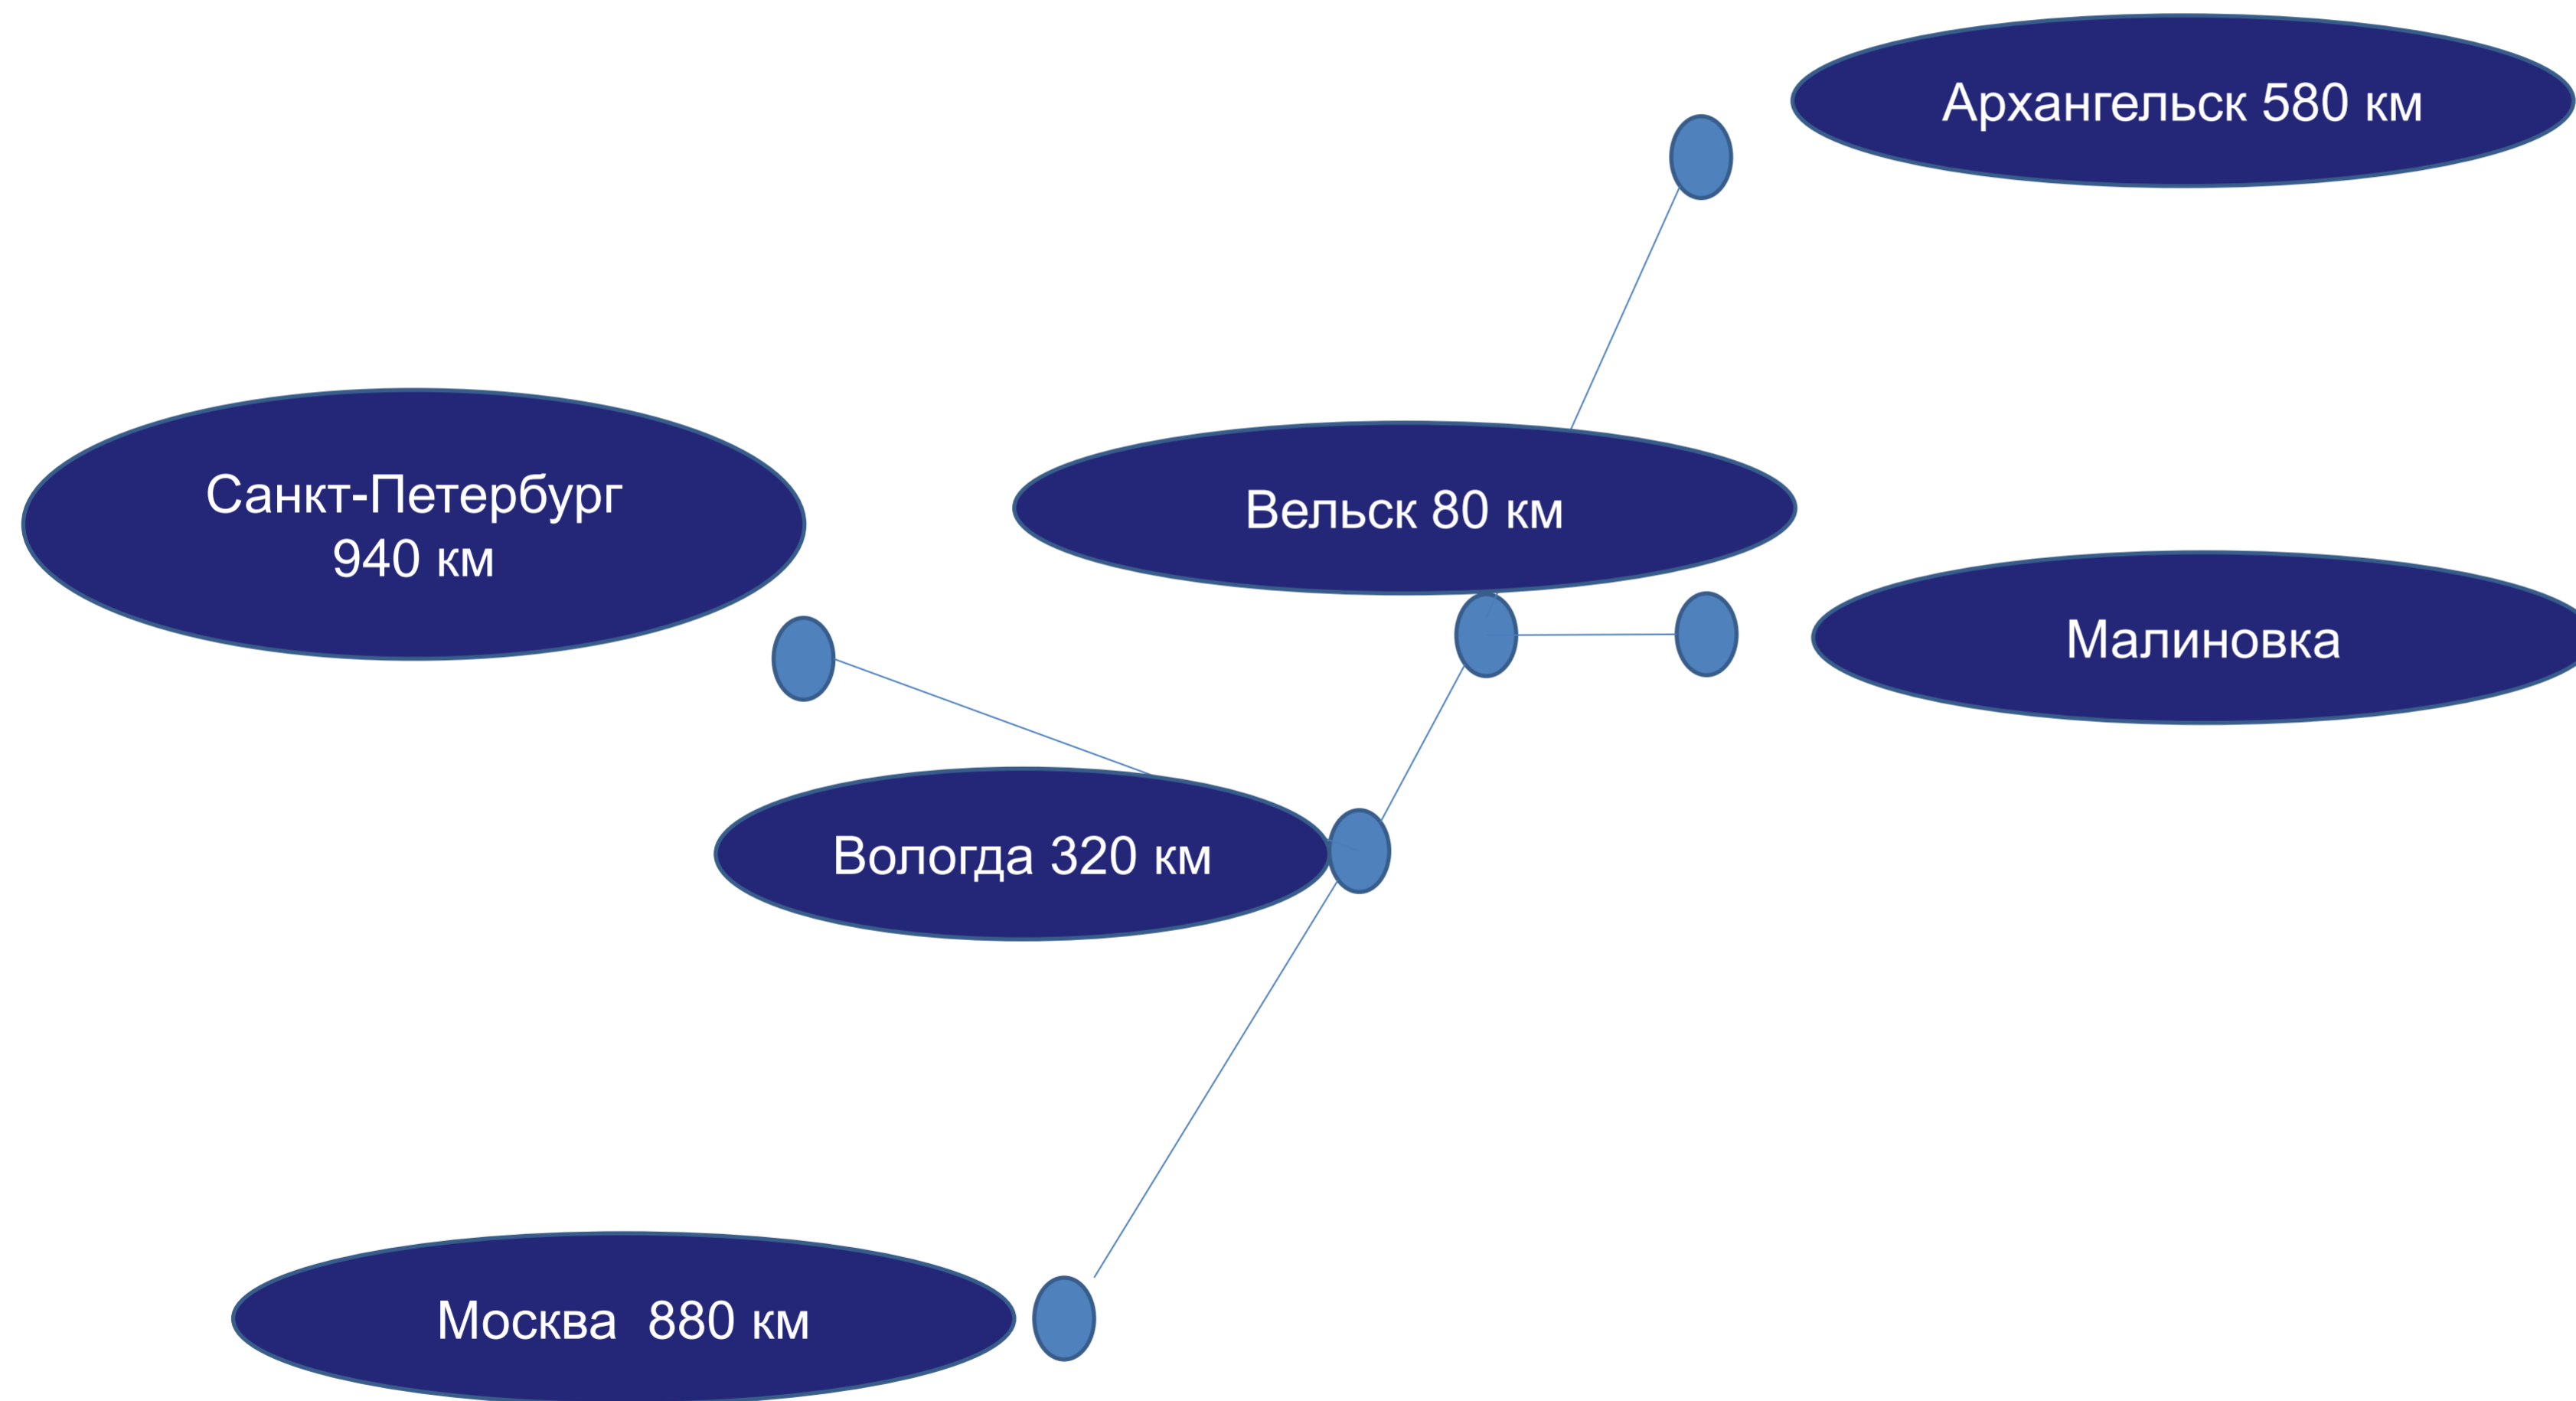 Архангельск 580 км
Санкт-Петербург
940 км
Вельск 80 км
Малиновка
Вологда 320 км
Москва  880 км